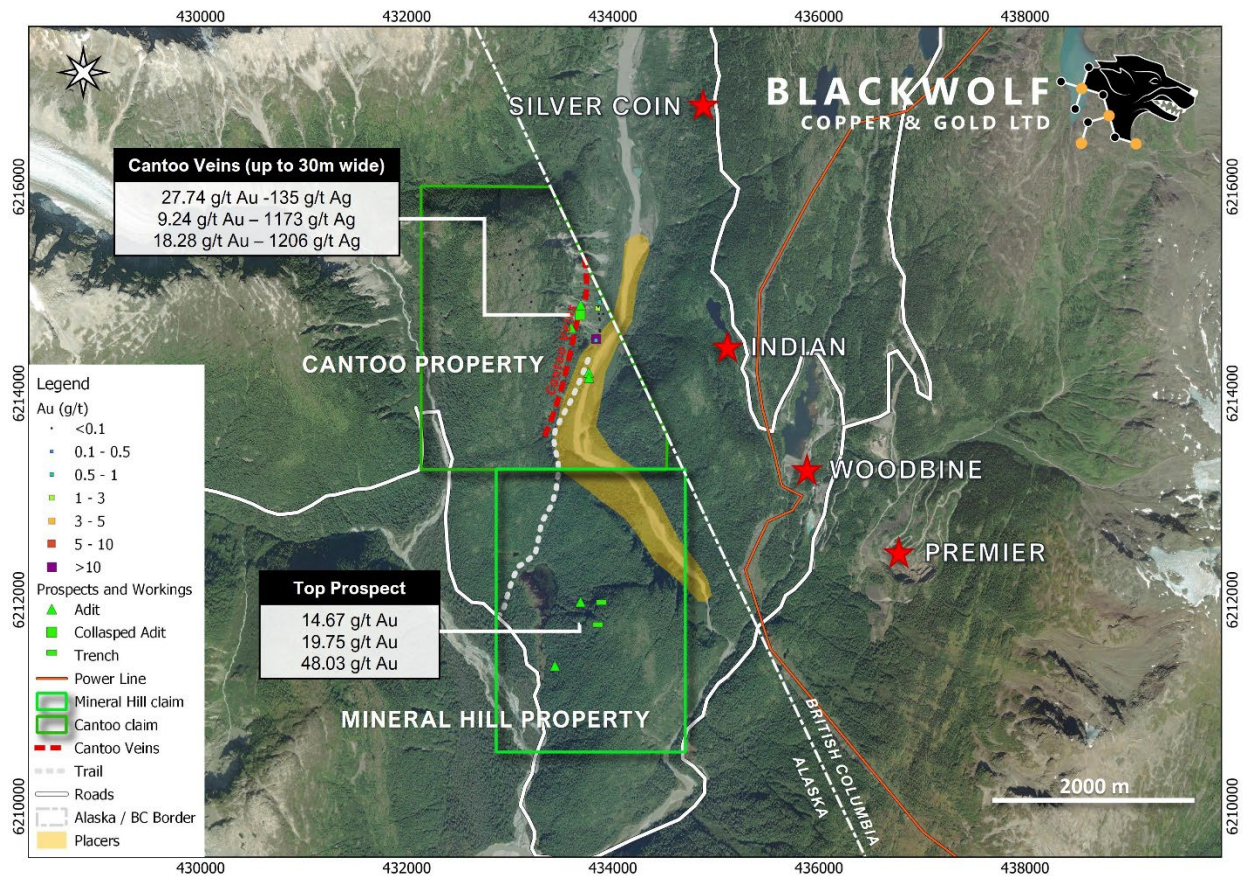 430000
432000
434000
436000
438000
6216000
6214000
6212000
6210000
6216000
6214000
6212000
6210000
BLACKWOLF
COPPER & GOLD LTD
SILVER COIN
Cantoo Veins (up to 30m wide)
27.74 g/t Au -135 g/t Ag
9.24 g/t Au – 1173 g/t Ag
18.28 g/t Au – 1206 g/t Ag
INDIAN
CANTOO PROPERTY
WOODBINE
PREMIER
Top Prospect
14.67 g/t Au
19.75 g/t Au
48.03 g/t Au
MINERAL HILL PROPERTY
BRITISH COLUMBIA
ALASKA
2000 m
Legend
Au (g/t)
<0.1
0.1 - 0.5
0.5 - 1
1 - 3
3 - 5
5 - 10
>10
Prospects and Workings
Adit
Collasped Adit
Trench
Power Line
Mineral Hill claim
Cantoo claim
Cantoo Veins
Trail
Roads
Alaska / BC Border
Placers
430000
432000
434000
436000
438000